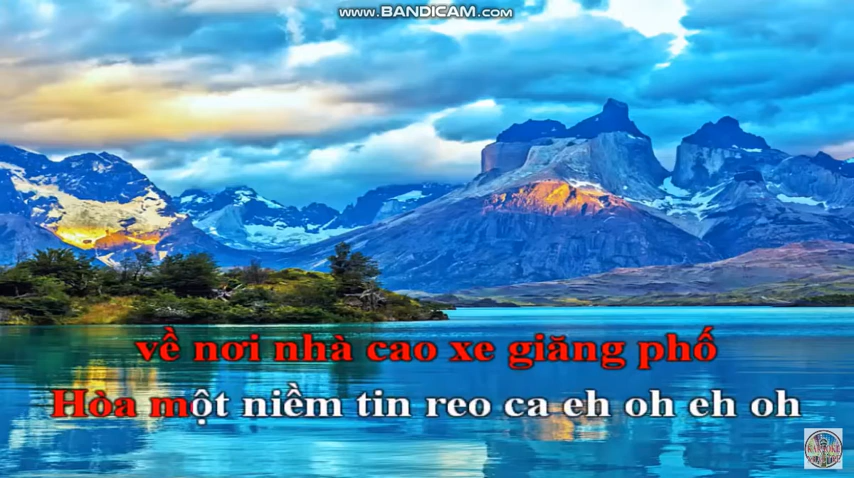 www.BANDICAM.com
về nơi nhà cao xe giăng phố
Hòa một niềm tin reo ca eh oh eh oh
KARAOKE